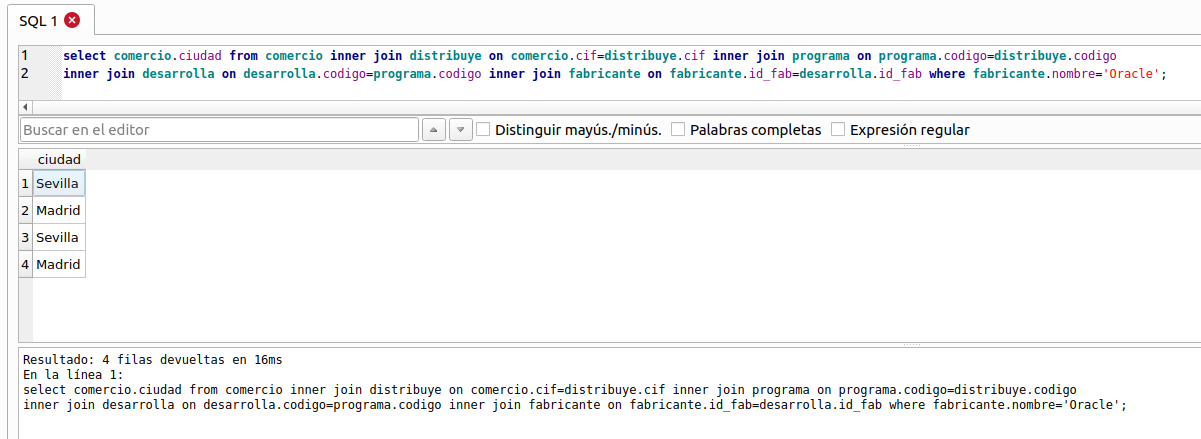 SQL 1
1 select comercio.ciudad from comercio inner join distribuye on comercio.cif=distribuye.cif inner join programa on programa.codigo=distribuye.codigo
2 inner join desarrolla on desarrolla.codigo=programa.codigo inner join fabricante on fabricante.id_fab=desarrolla.id_fab where fabricante.nombre='Oracle';
Buscar en el editor Distinguir mayús./minús. Palabras completas Expresión regular
ciudad
1 Sevilla
2 Madrid
3 Sevilla
4 Madrid
Resultado: 4 filas devueltas en 16ms
En la línea 1:
select comercio.ciudad from comercio inner join distribuye on comercio.cif=distribuye.cif inner join programa on programa.codigo=distribuye.codigo
inner join desarrolla on desarrolla.codigo=programa.codigo inner join fabricante on fabricante.id_fab=desarrolla.id_fab where fabricante.nombre='Oracle';